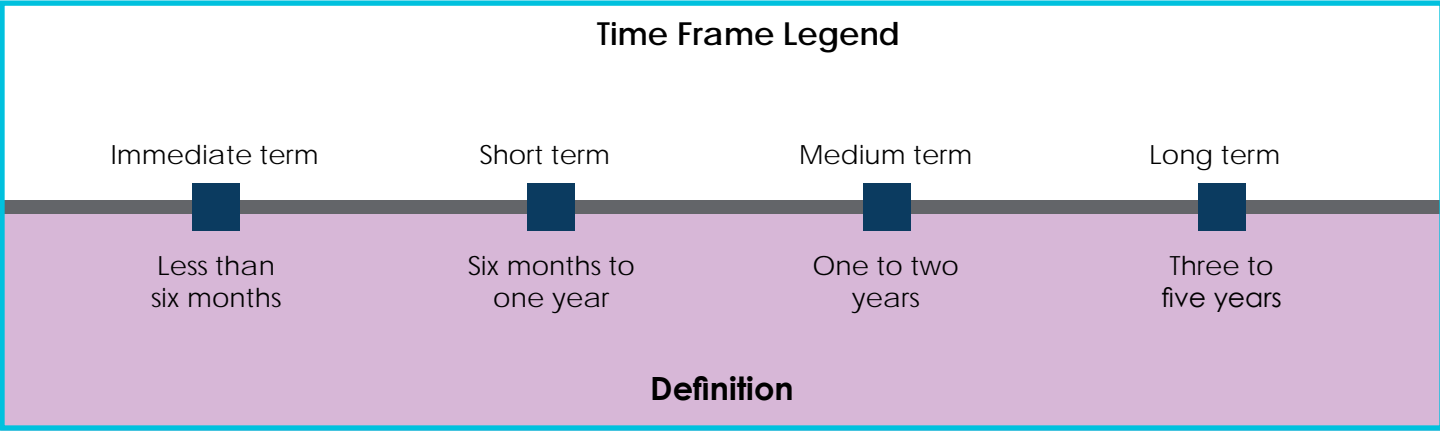 Time Frame Legend
Immediate term
Short term
Medium term
Long term
Less than
six months
Six months to
one year
One to two
years
Three to
five years
Definition